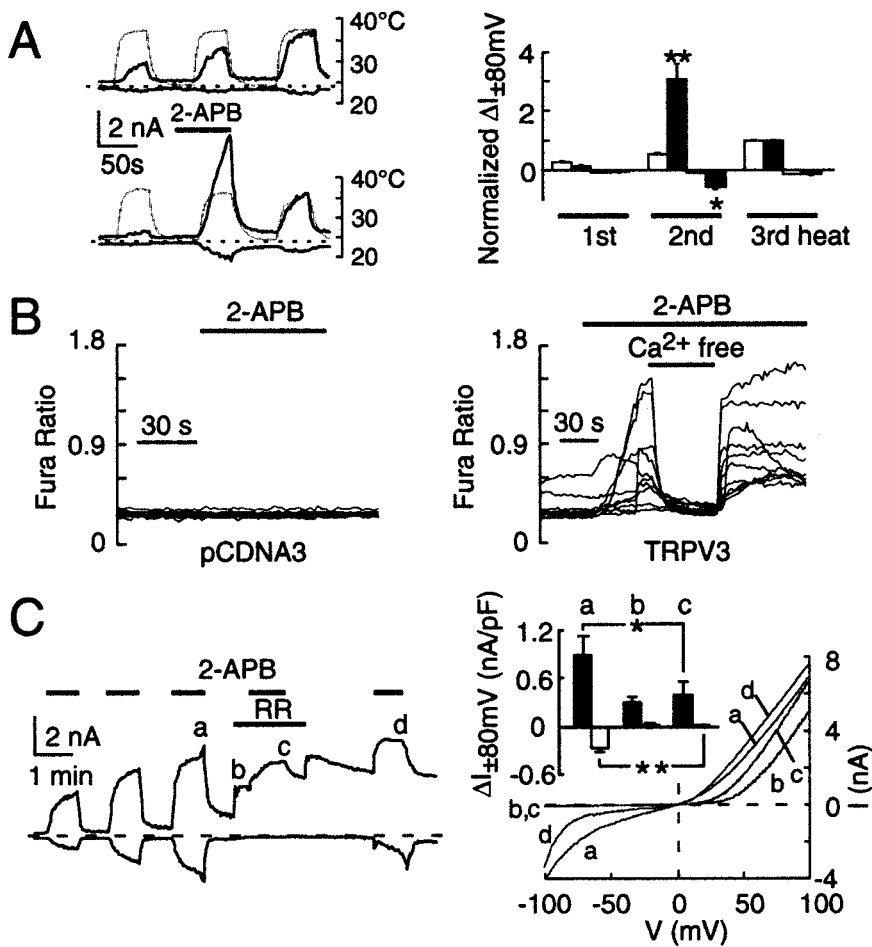 A
40°C
30
20
2-APB
2 nA
50s
40°C
30
20
Normalized ΔI±80mV
4
2
0
**
*
1st
2nd
3rd heat
B
2-APB
1.8
0.9
0
Fura Ratio
30 s
pCDNA3
2-APB
Ca2+ free
1.8
0.9
0
Fura Ratio
30 s
TRPV3
C
2-APB
RR
a
b
c
d
2 nA
1 min
ΔI±80mV (nA/pF)
1.2
0.6
0
-0.6
a
b
c
*
**
d
a
c
b
b,c
d
a
8
4
0
-4
I (nA)
-100
-50
0
50
100
V (mV)